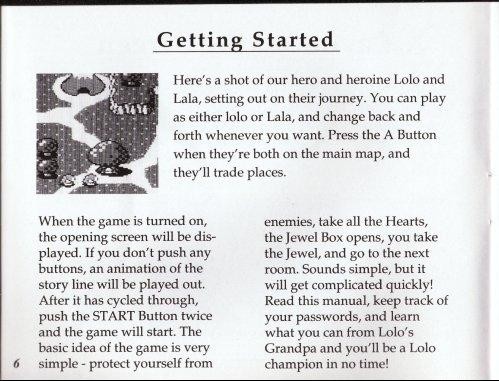 Getting Started
Here's a shot of our hero and heroine Lolo and
Lala, setting out on their journey. You can play
as either lolo or Lala, and change back and
forth whenever you want. Press the A Button
when they're both on the main map, and
they'll trade places.
When the game is turned on,
the opening screen will be dis-
played. If you don't push any
buttons, an animation of the
story line will be played out.
After it has cycled through,
push the START Button twice
and the game will start. The
basic idea of the game is very
simple - protect yourself from
enemies, take all the Hearts,
the Jewel Box opens, you take
the Jewel, and go to the next
room. Sounds simple, but it
will get complicated quickly!
Read this manual, keep track of
your passwords, and learn
what you can from Lolo's
Grandpa and you'll be a Lolo
champion in no time!
6